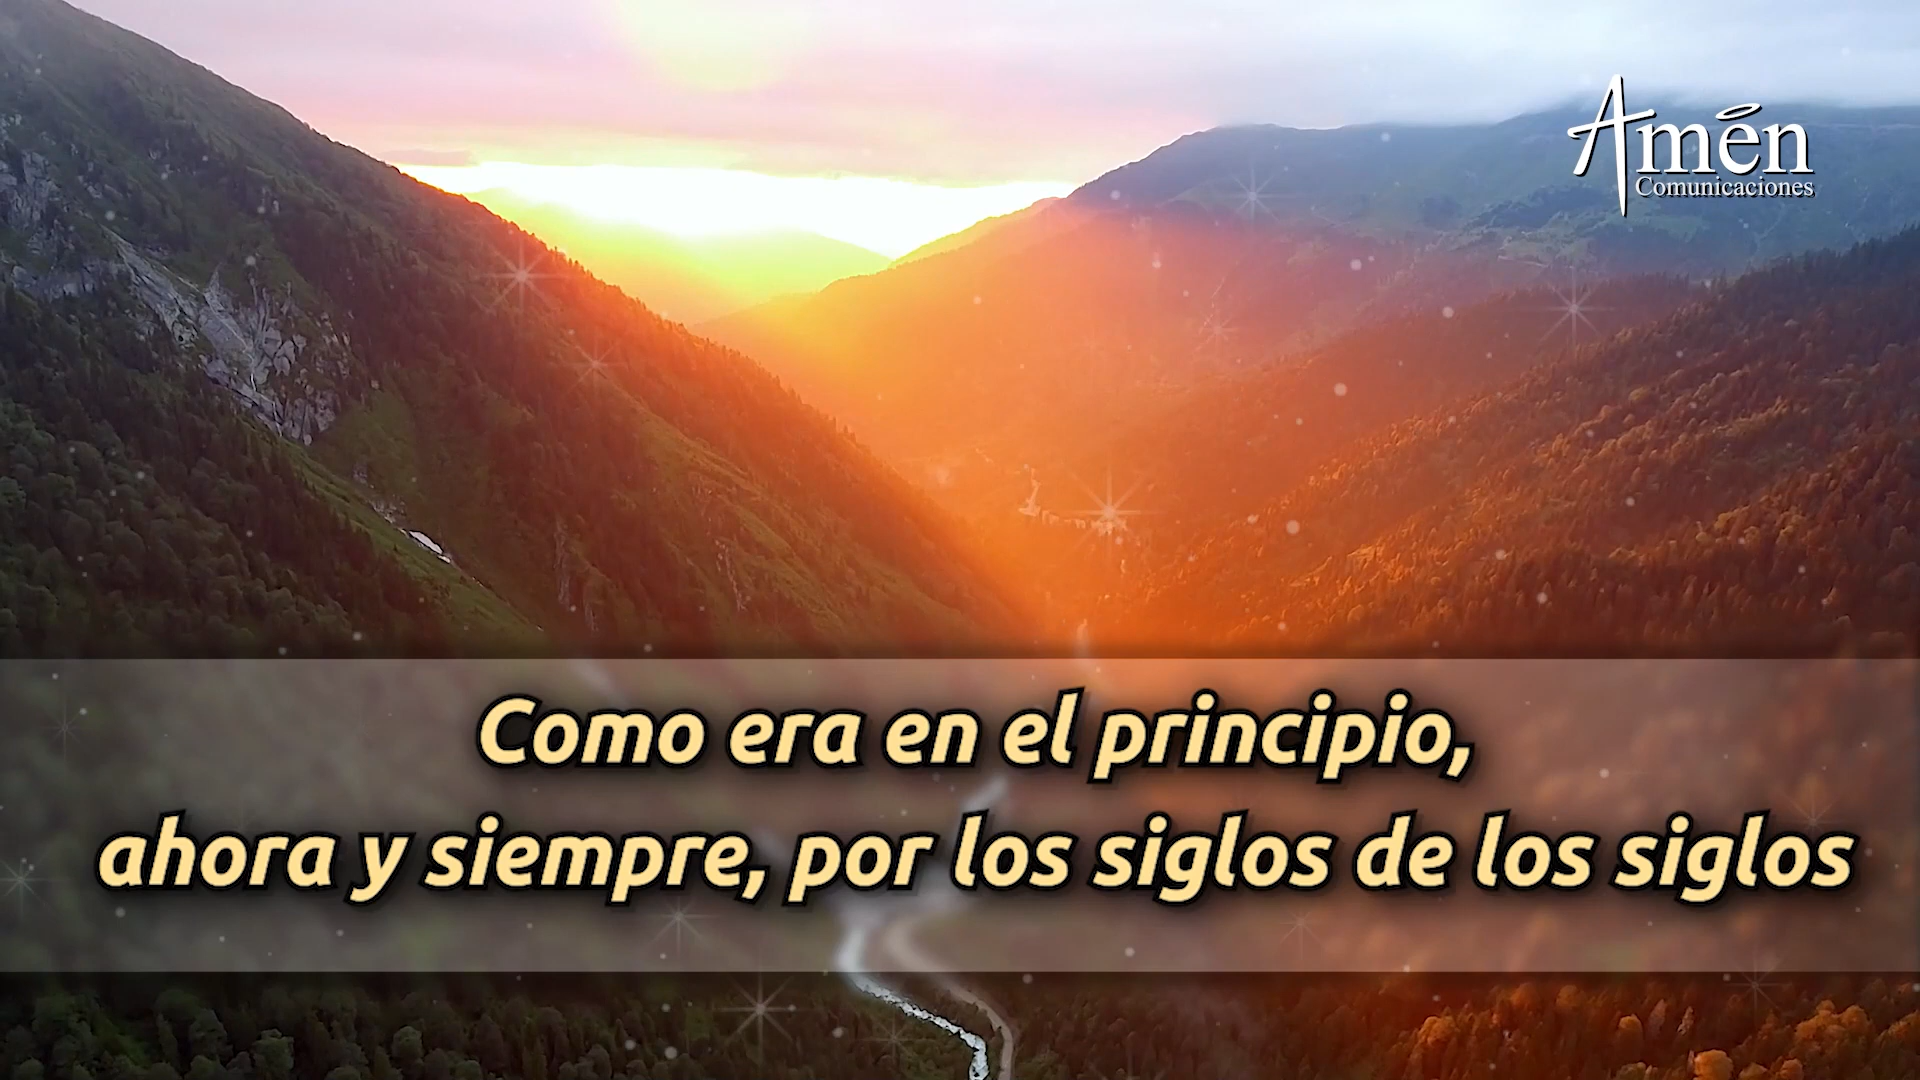 Amén
Comunicaciones
Como era en el principio,
ahora y siempre, por los siglos de los siglos